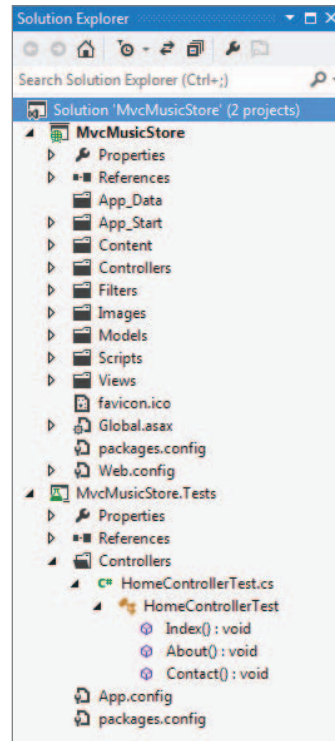 Solution Explorer
Search Solution Explorer (Ctrl+;)
Solution 'MvcMusicStore' (2 projects)
MvcMusicStore
Properties
References
App_Data
App_Start
Content
Controllers
Filters
Images
Models
Scripts
Views
favicon.ico
Global.asax
packages.config
Web.config
MvcMusicStore.Tests
Properties
References
Controllers
C# HomeControllerTest.cs
HomeControllerTest
Index() : void
About() : void
Contact() : void
App.config
packages.config